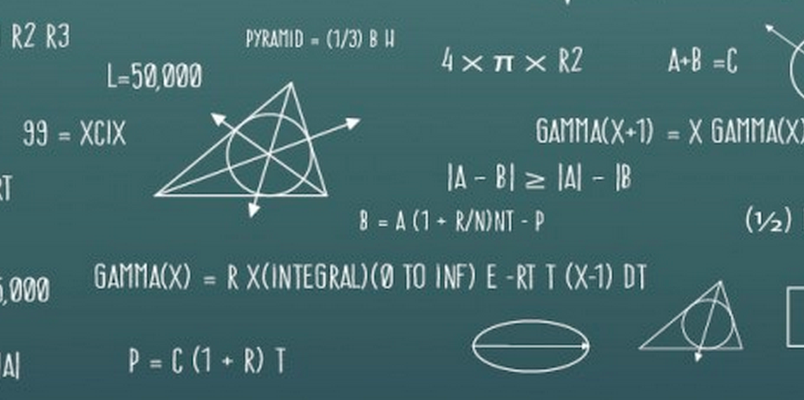 R2 R3
PYRAMID = (1/3) B H
L=50,000
4 × π × R2
A+B =C
99 = XCIX
GAMMA(X+1) = X GAMMA(X)
|A - B| ≥ |A| - |B
RT
B = A (1 + R/N)NT - P
(½)
5,000
GAMMA(X) = R X(INTEGRAL)(0 TO INF) E -RT T (X-1) DT
|A|
P = C (1 + R) T